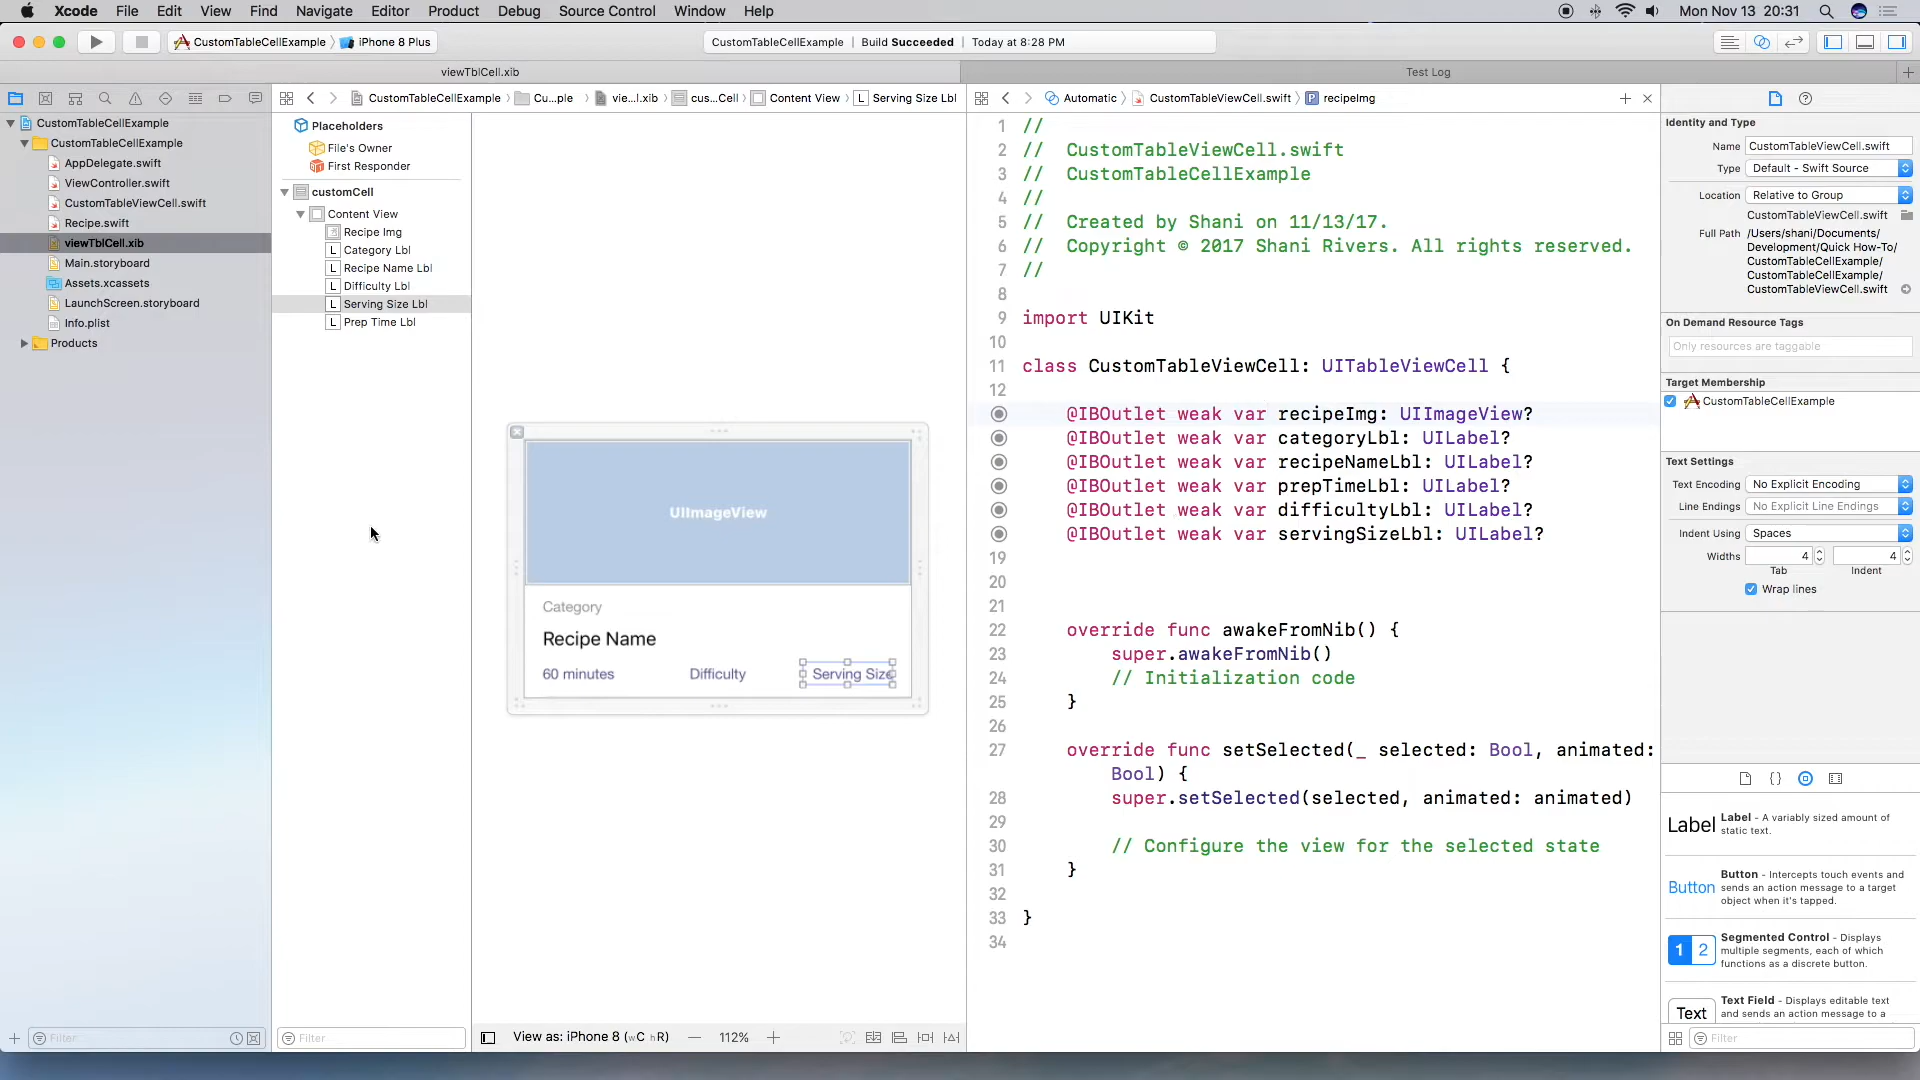 Xcode File Edit View Find Navigate Editor Product Debug Source Control Window Help Mon Nov 13 20:31
CustomTableCellExample iPhone 8 Plus
CustomTableCellExample | Build Succeeded | Today at 8:28 PM
viewTblCell.xib
Test Log
CustomTableCellExample
CustomTableCellExample
AppDelegate.swift
ViewController.swift
CustomTableViewCell.swift
Recipe.swift
viewTblCell.xib
Main.storyboard
Assets.xcassets
LaunchScreen.storyboard
Info.plist
Products
Filter
CustomTableCellExample Cu...ple vie...l.xib cus...Cell Content View L Serving Size Lbl
Placeholders
File's Owner
First Responder
customCell
Content View
Recipe Img
L Category Lbl
L Recipe Name Lbl
L Difficulty Lbl
L Serving Size Lbl
L Prep Time Lbl
Filter
UIImageView
Category
Recipe Name
60 minutes Difficulty Serving Size
View as: iPhone 8 (wC hR) — 112% +
Automatic CustomTableViewCell.swift P recipeImg
1 //
2 // CustomTableViewCell.swift
3 // CustomTableCellExample
4 //
5 // Created by Shani on 11/13/17.
6 // Copyright © 2017 Shani Rivers. All rights reserved.
7 //
8
9 import UIKit
10
11 class CustomTableViewCell: UITableViewCell {
12
@IBOutlet weak var recipeImg: UIImageView?
@IBOutlet weak var categoryLbl: UILabel?
@IBOutlet weak var recipeNameLbl: UILabel?
@IBOutlet weak var prepTimeLbl: UILabel?
@IBOutlet weak var difficultyLbl: UILabel?
@IBOutlet weak var servingSizeLbl: UILabel?
19
20
21
22 override func awakeFromNib() {
23 super.awakeFromNib()
24 // Initialization code
25 }
26
27 override func setSelected(_ selected: Bool, animated:
Bool) {
28 super.setSelected(selected, animated: animated)
29
30 // Configure the view for the selected state
31 }
32
33 }
34
Identity and Type
Name CustomTableViewCell.swift
Type Default - Swift Source
Location Relative to Group
CustomTableViewCell.swift
Full Path /Users/shani/Documents/
Development/Quick How-To/
CustomTableCellExample/
CustomTableCellExample/
CustomTableViewCell.swift
On Demand Resource Tags
Only resources are taggable
Target Membership
CustomTableCellExample
Text Settings
Text Encoding No Explicit Encoding
Line Endings No Explicit Line Endings
Indent Using Spaces
Widths 4 4
Tab Indent
Wrap lines
{}
Label Label - A variably sized amount of
static text.
Button Button - Intercepts touch events and
sends an action message to a target
object when it's tapped.
1 2 Segmented Control - Displays
multiple segments, each of which
functions as a discrete button.
Text Text Field - Displays editable text
and sends an action message to a
Filter